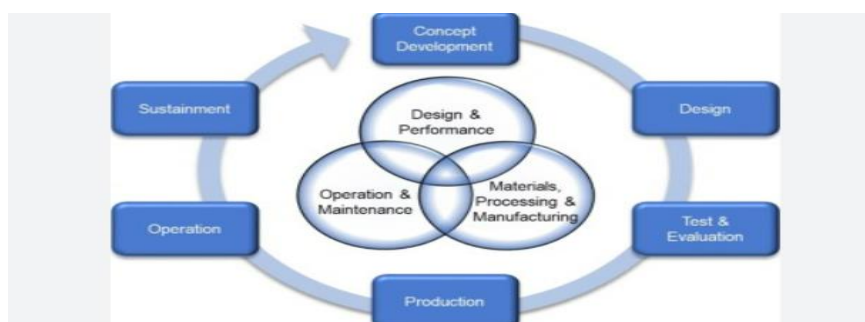 Concept
Development
Design
Test &
Evaluation
Production
Operation
Sustainment
Design &
Performance
Operation &
Maintenance
Materials,
Processing &
Manufacturing